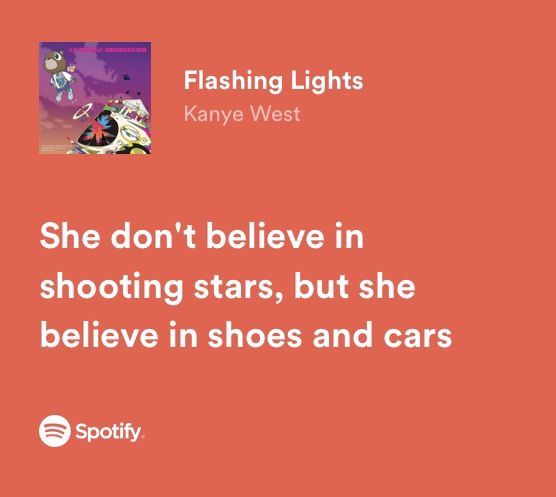 Flashing Lights
Kanye West
She don't believe in
shooting stars, but she
believe in shoes and cars
Spotify